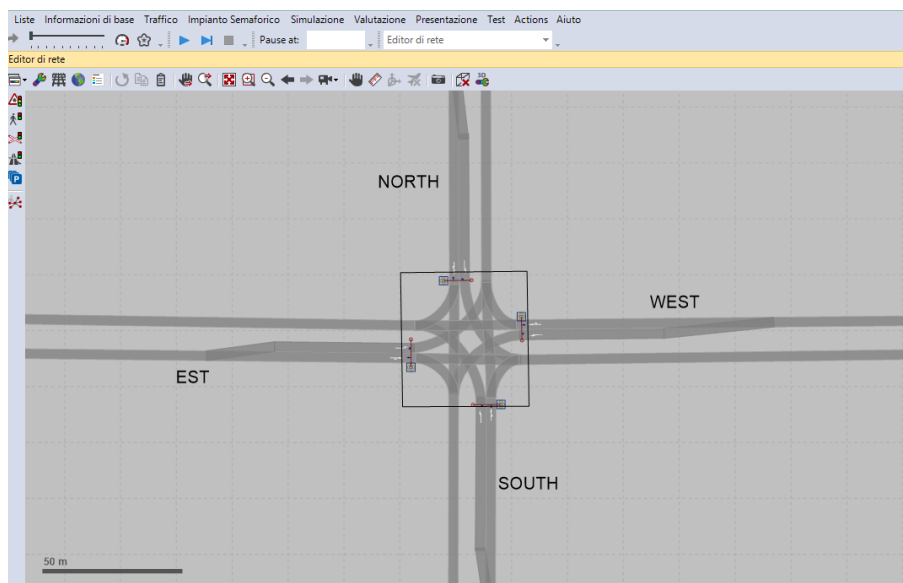 Liste Informazioni di base Traffico Impianto Semaforico Simulazione Valutazione Presentazione Test Actions Aiuto
Pause at: Editor di rete
Editor di rete
3D
P
NORTH
WEST
EST
SOUTH
50 m